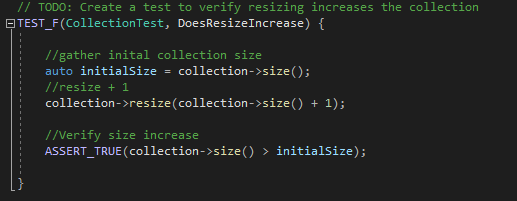 // TODO: Create a test to verify resizing increases the collection
TEST_F(CollectionTest, DoesResizeIncrease) {
//gather inital collection size
auto initialSize = collection->size();
//resize + 1
collection->resize(collection->size() + 1);
//Verify size increase
ASSERT_TRUE(collection->size() > initialSize);
}